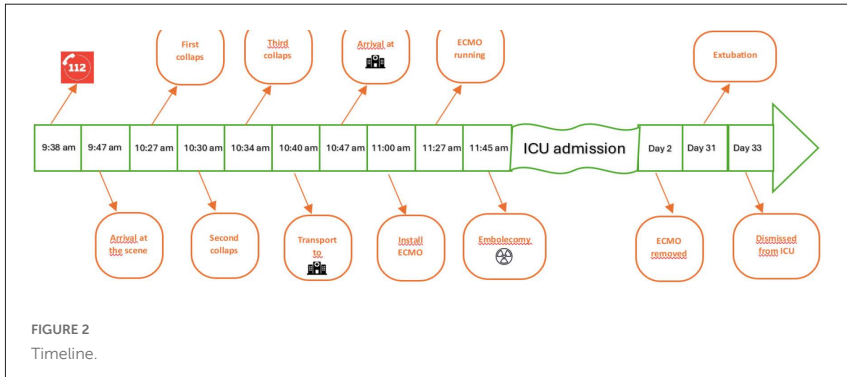 112
First
collaps
Third
collaps
Arrival at
ECMO
running
Extubation
9:38 am
9:47 am
10:27 am
10:30 am
10:34 am
10:40 am
10:47 am
11:00 am
11:27 am
11:45 am
ICU admission
Day 2
Day 31
Day 33
Arrival at
the scene
Second
collaps
Transport
to
Install
ECMO
Embolecomy
ECMO
removed
Dismissed
from ICU
FIGURE 2
Timeline.